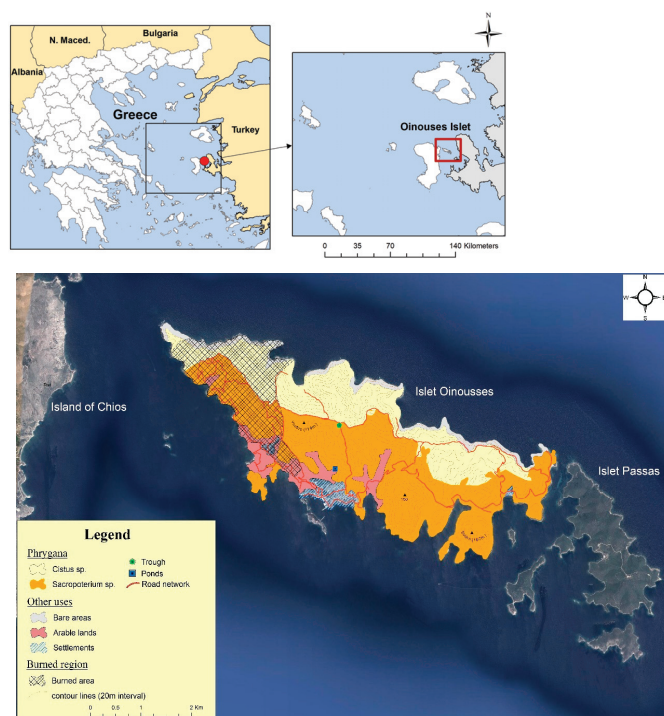 N. Maced.
Bulgaria
Albania
Greece
Turkey
N
Oinouses Islet
0 35 70 140 Kilometers
N
W E
S
Island of Chios
Islet Oinousses
Islet Passas
Legend
Phrygana
Cistus sp.
Sacropoterium sp.
Trough
Ponds
Road network
Other uses
Bare areas
Arable lands
Settlements
Burned region
Burned area
contour lines (20m interval)
0 0.5 1 2 Km